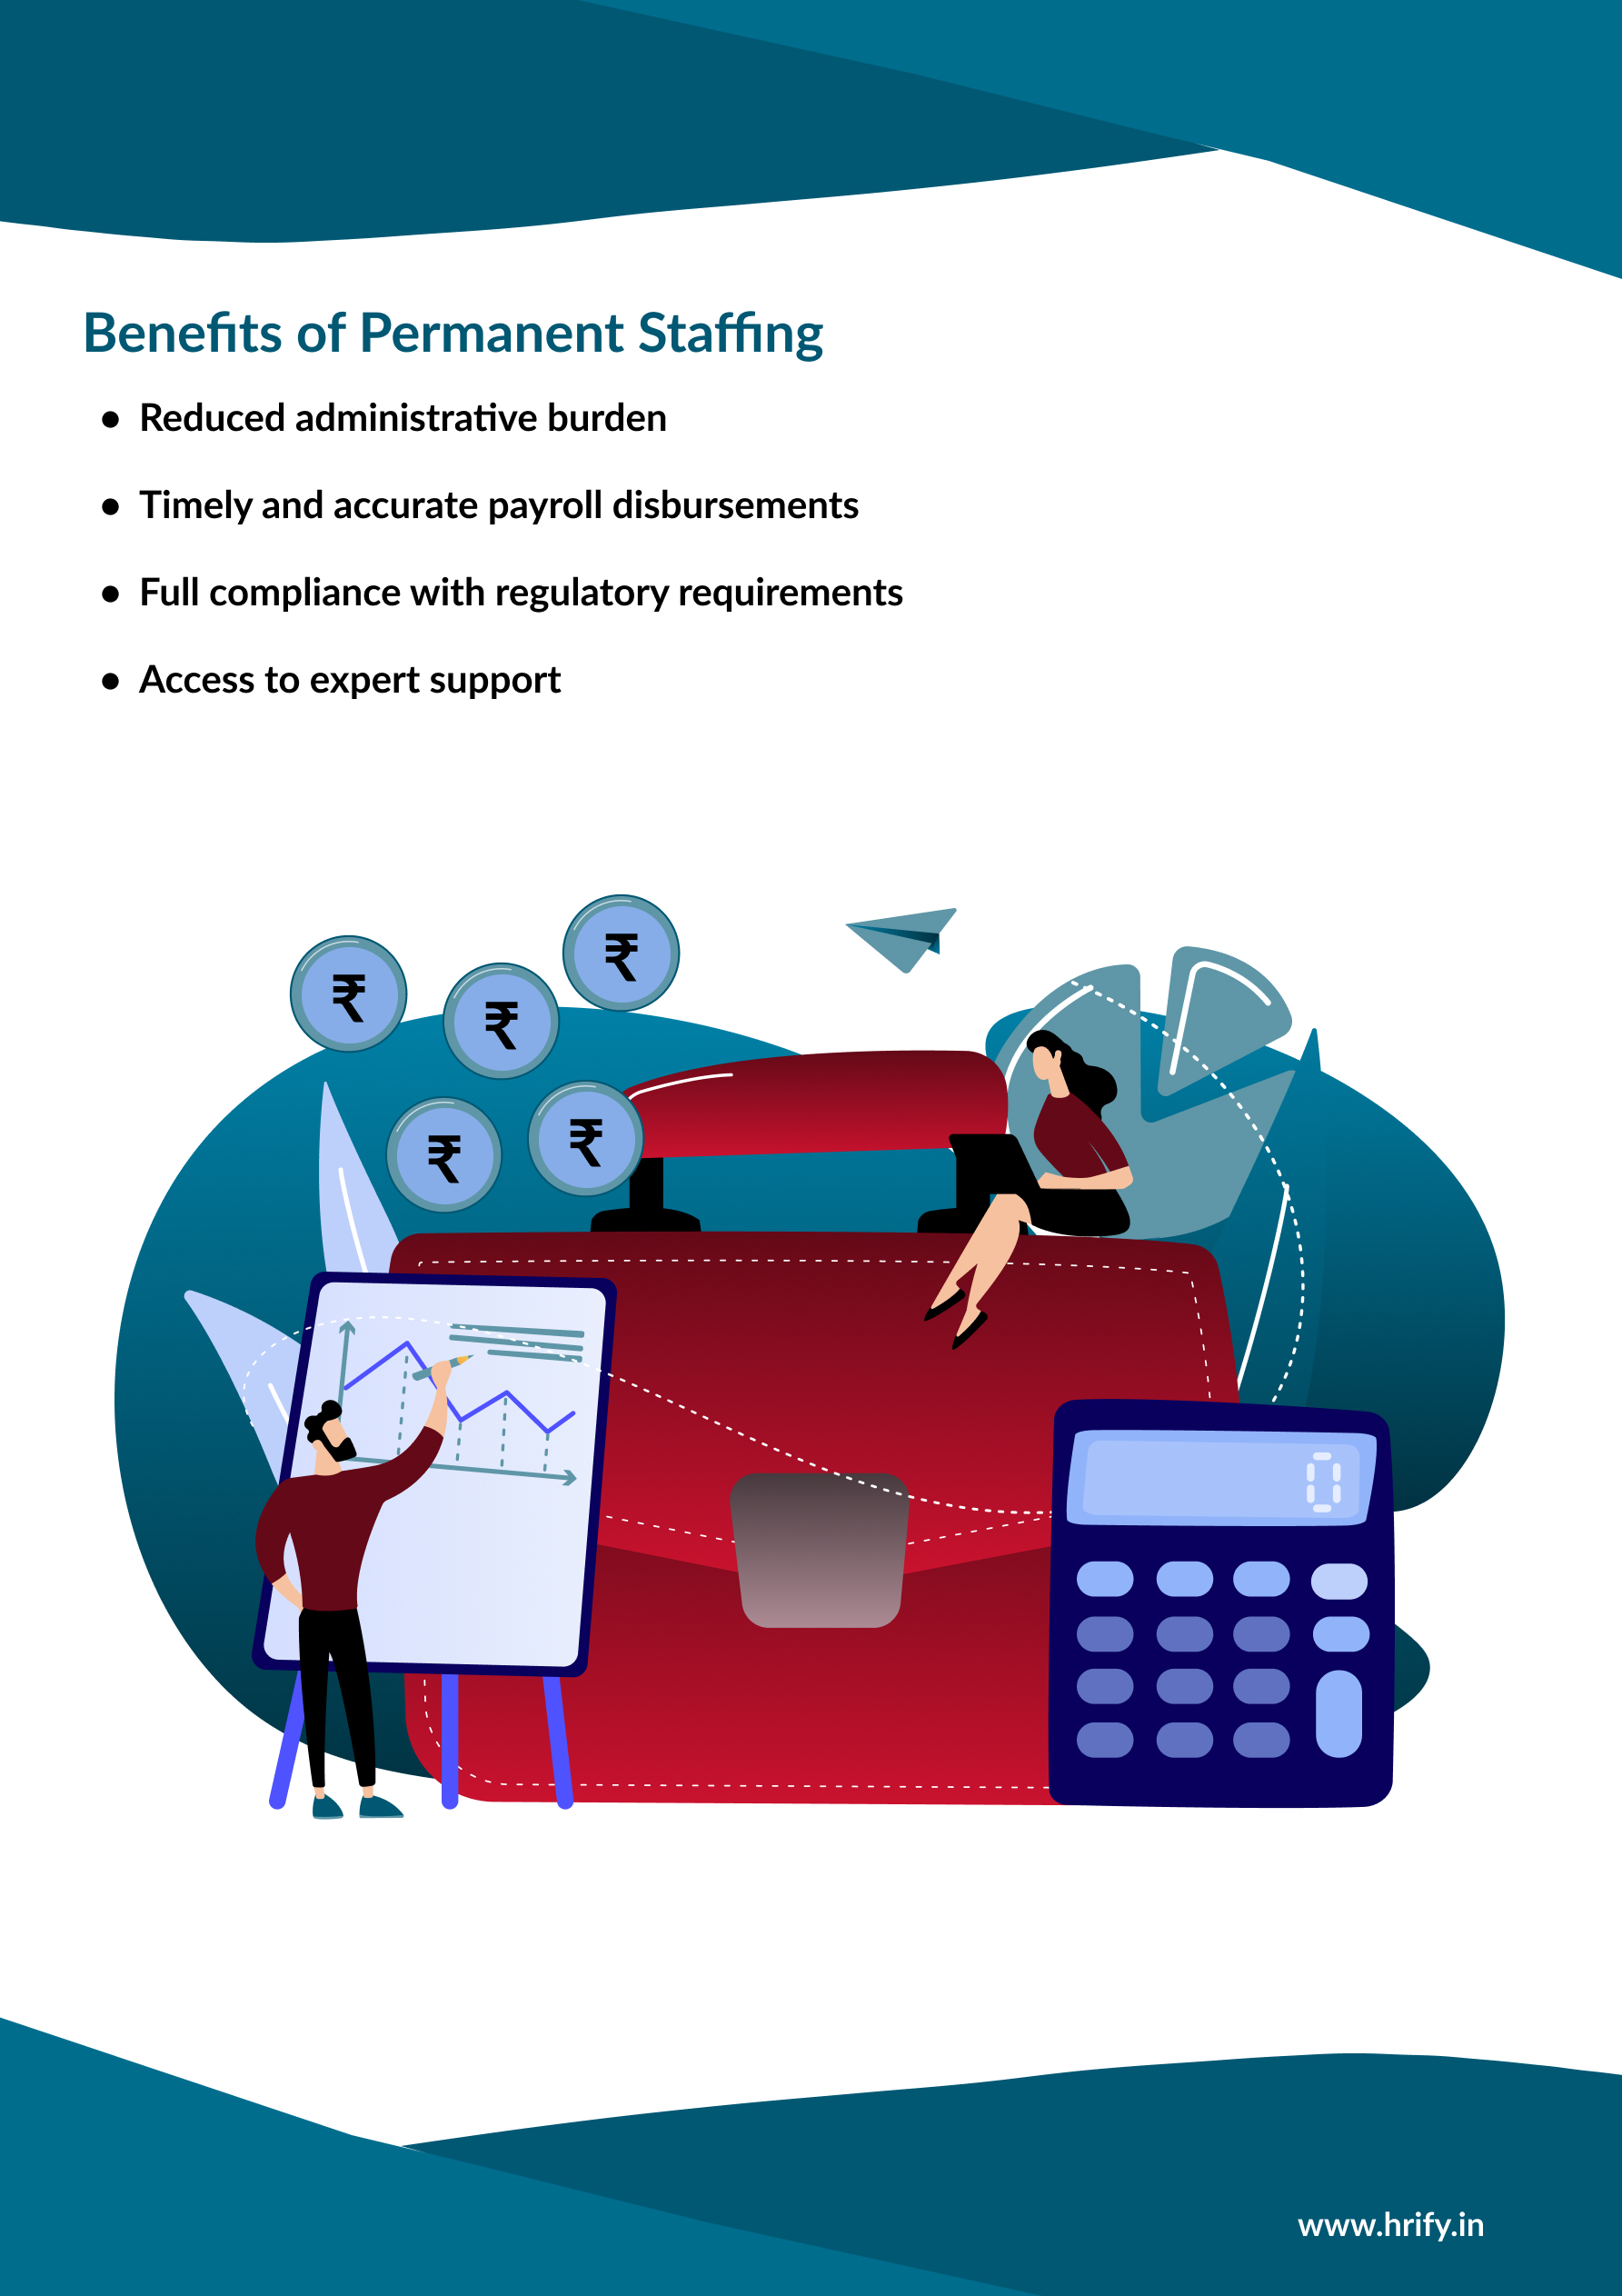 Benefits of Permanent Staffing
● Reduced administrative burden
● Timely and accurate payroll disbursements
● Full compliance with regulatory requirements
● Access to expert support
₹
₹
₹
₹
₹
0
www.hrify.in